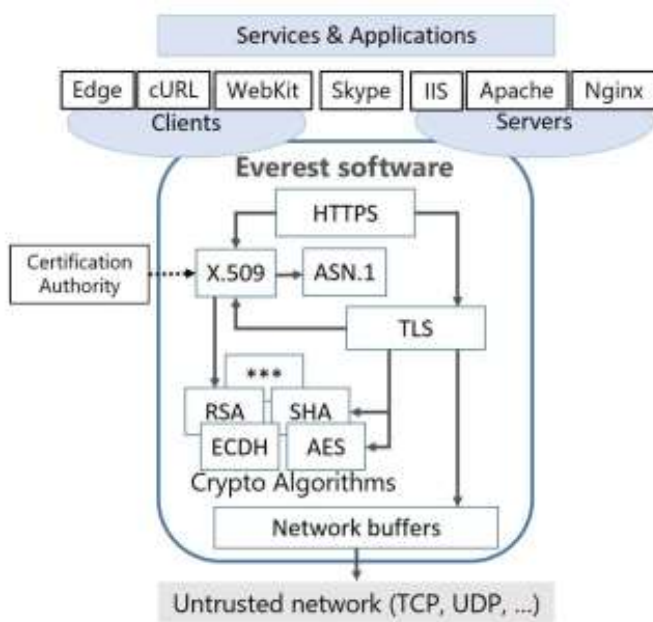 Services & Applications
Edge cURL WebKit Skype IIS Apache Nginx
Clients Servers
Everest software
HTTPS
Certification
Authority
X.509 ASN.1
TLS
***
RSA SHA
ECDH AES
Crypto Algorithms
Network buffers
Untrusted network (TCP, UDP, ...)